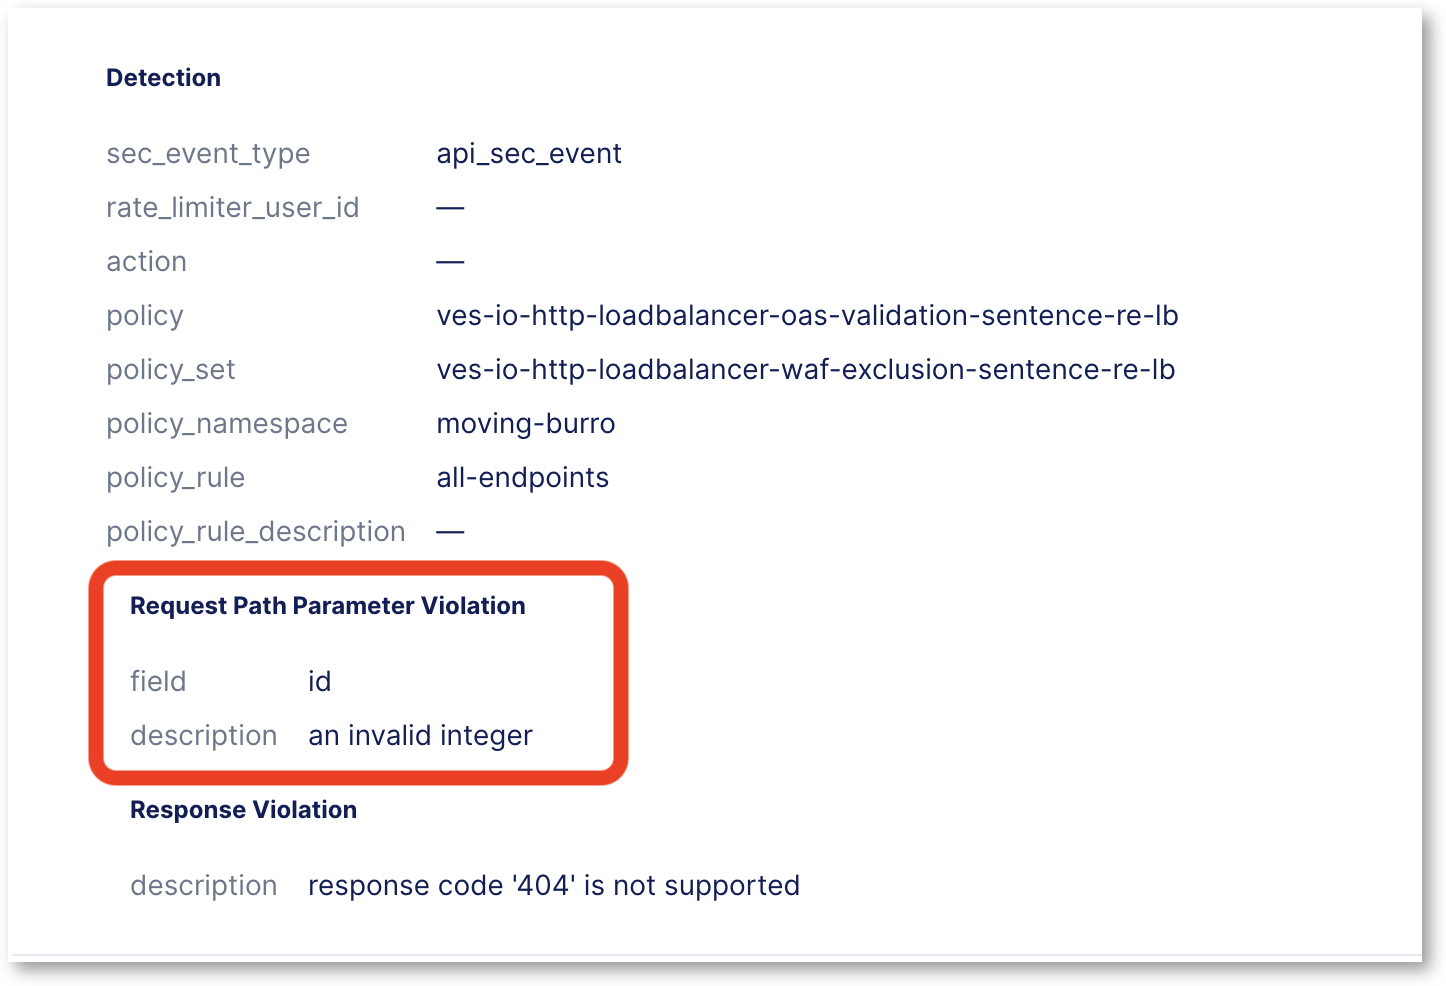 Detection
sec_event_type api_sec_event
rate_limiter_user_id —
action —
policy ves-io-http-loadbalancer-oas-validation-sentence-re-lb
policy_set ves-io-http-loadbalancer-waf-exclusion-sentence-re-lb
policy_namespace moving-burro
policy_rule all-endpoints
policy_rule_description —
Request Path Parameter Violation
field id
description an invalid integer
Response Violation
description response code '404' is not supported